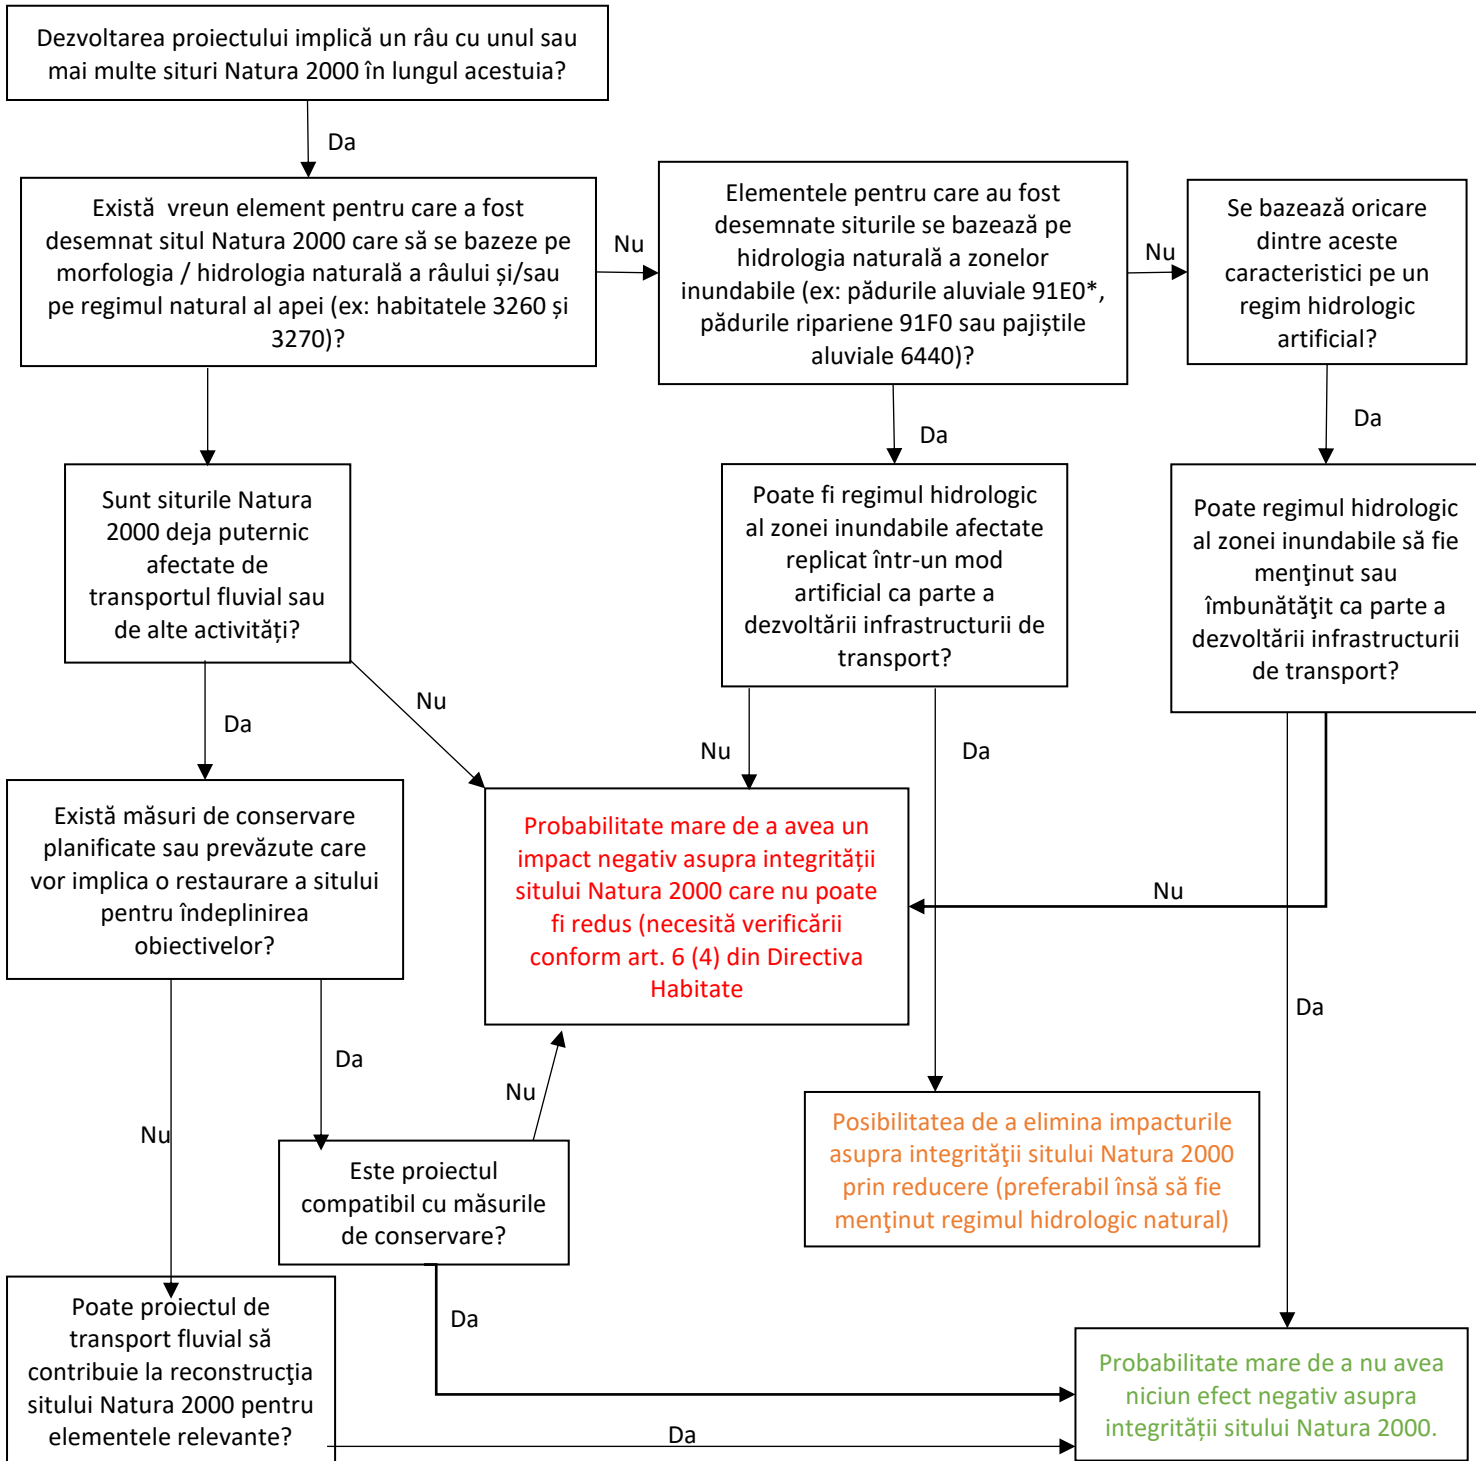 Dezvoltarea proiectului implică un râu cu unul sau
mai multe situri Natura 2000 în lungul acestuia?
Da
Există  vreun element pentru care a fost
desemnat situl Natura 2000 care să se bazeze pe
morfologia / hidrologia naturală a râului și/sau
pe regimul natural al apei (ex: habitatele 3260 și
3270)?
Nu
Elementele pentru care au fost
desemnate siturile se bazează pe
hidrologia naturală a zonelor
inundabile (ex: pădurile aluviale 91E0*,
pădurile ripariene 91F0 sau pajiștile
aluviale 6440)?
Nu
Se bazează oricare
dintre aceste
caracteristici pe un
regim hidrologic
artificial?
Da
Da
Sunt siturile Natura
2000 deja puternic
afectate de
transportul fluvial sau
de alte activități?
Poate fi regimul hidrologic
al zonei inundabile afectate
replicat într-un mod
artificial ca parte a
dezvoltării infrastructurii de
transport?
Poate regimul hidrologic
al zonei inundabile să fie
menţinut sau
îmbunătăţit ca parte a
dezvoltării infrastructurii
de transport?
Da
Nu
Nu
Da
Există măsuri de conservare
planificate sau prevăzute care
vor implica o restaurare a sitului
pentru îndeplinirea
obiectivelor?
Probabilitate mare de a avea un
impact negativ asupra integrității
sitului Natura 2000 care nu poate
fi redus (necesită verificării
conform art. 6 (4) din Directiva
Habitate
Nu
Da
Da
Nu
Nu
Este proiectul
compatibil cu măsurile
de conservare?
Posibilitatea de a elimina impacturile
asupra integrităţii sitului Natura 2000
prin reducere (preferabil însă să fie
menţinut regimul hidrologic natural)
Poate proiectul de
transport fluvial să
contribuie la reconstrucţia
sitului Natura 2000 pentru
elementele relevante?
Da
Da
Probabilitate mare de a nu avea
niciun efect negativ asupra
integrității sitului Natura 2000.